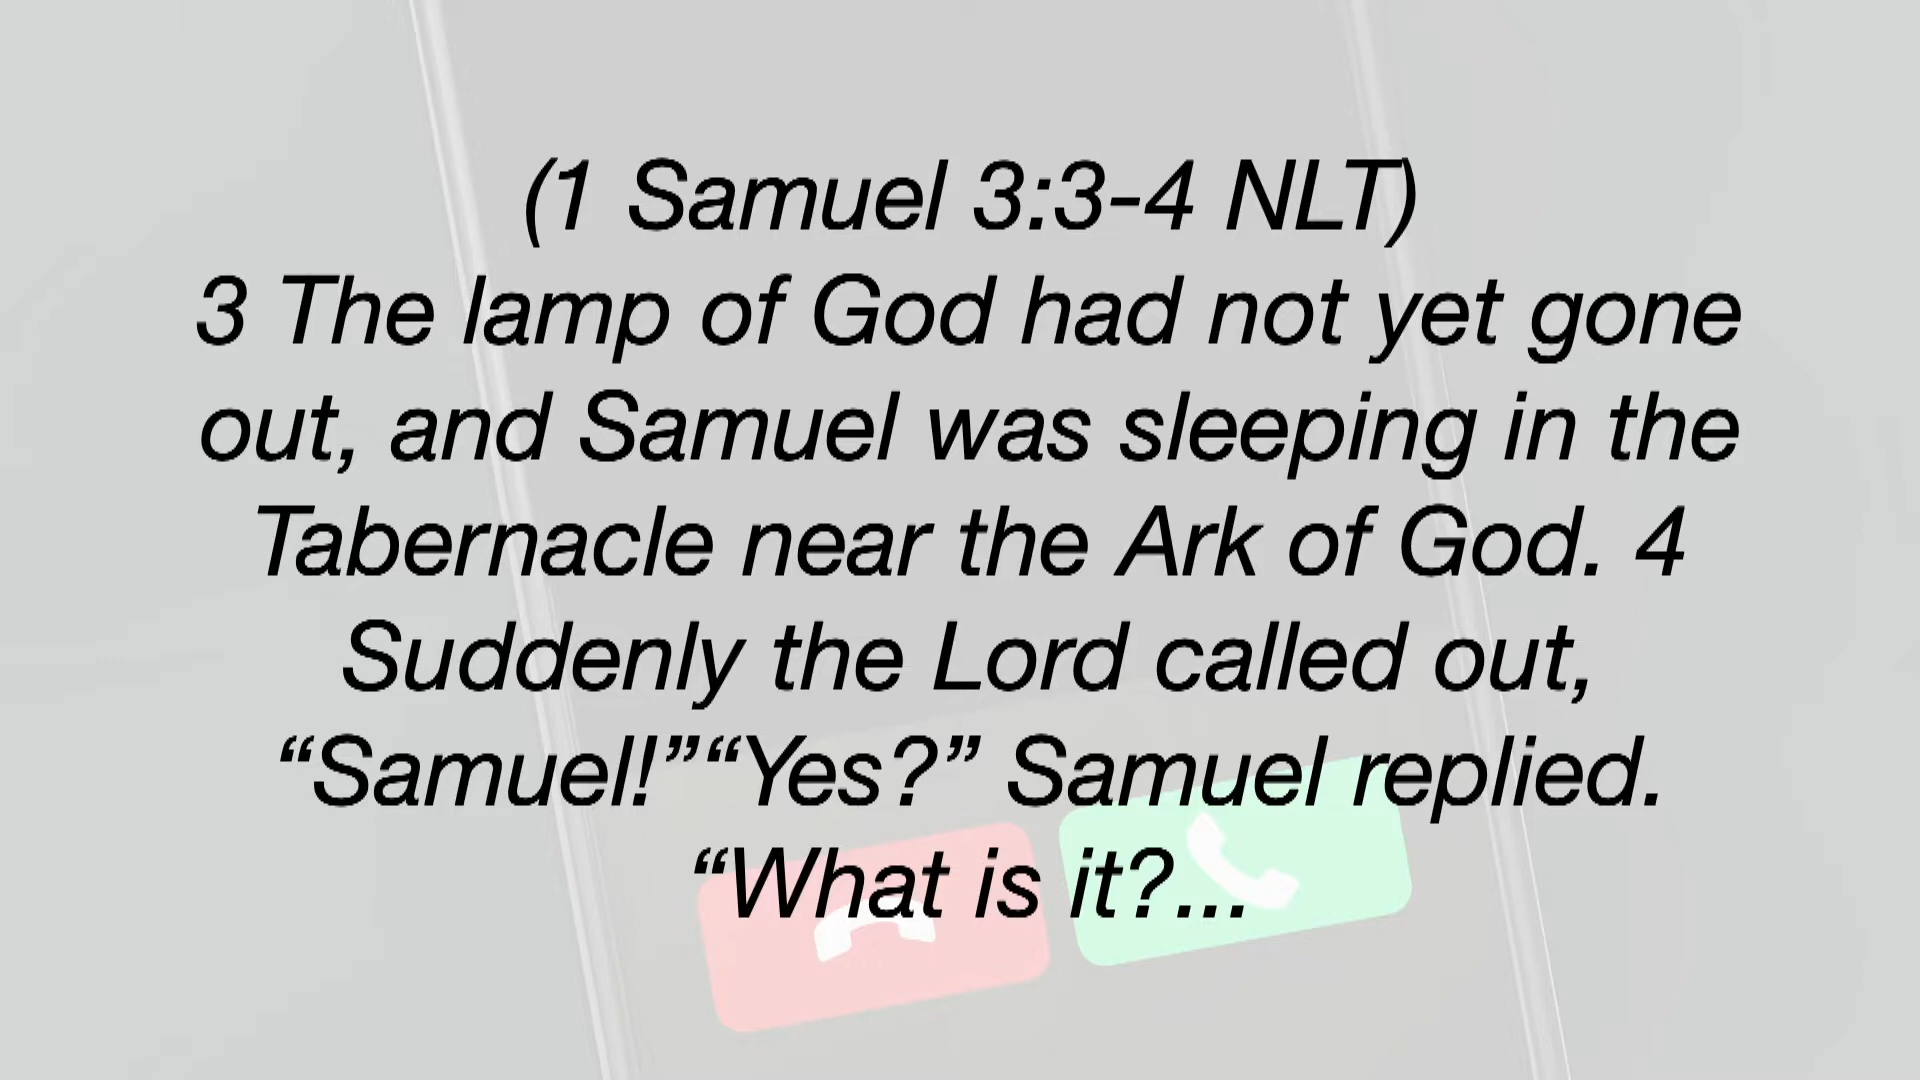 (1 Samuel 3:3-4 NLT)
3 The lamp of God had not yet gone
out, and Samuel was sleeping in the
Tabernacle near the Ark of God. 4
Suddenly the Lord called out,
“Samuel!”“Yes?” Samuel replied.
“What is it?...